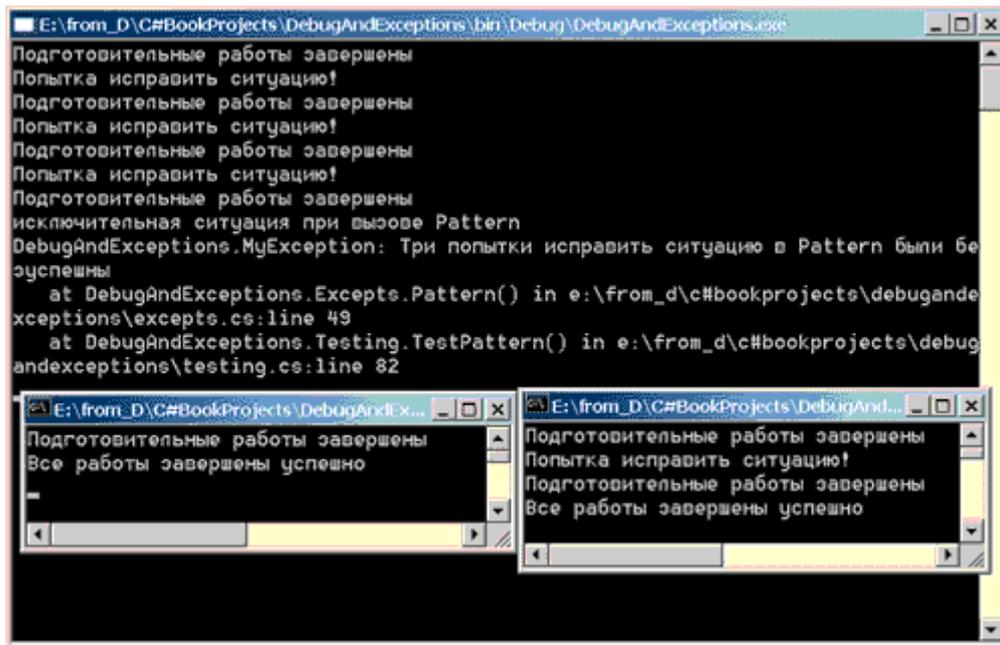 E:\from_D\C#BookProjects\DebugAndExceptions\bin\Debug\DebugAndExceptions.exe
Подготовительные работы завершены
Попытка исправить ситуацию!
Подготовительные работы завершены
Попытка исправить ситуацию!
Подготовительные работы завершены
Попытка исправить ситуацию!
Подготовительные работы завершены
исключительная ситуация при вызове Pattern
DebugAndExceptions.MyException: Три попытки исправить ситуацию в Pattern были бе
зуспешны
at DebugAndExceptions.Excepts.Pattern() in e:\from_d\c#bookprojects\debugande
xceptions\excepts.cs:line 49
at DebugAndExceptions.Testing.TestPattern() in e:\from_d\c#bookprojects\debug
andexceptions\testing.cs:line 82
E:\from_D\C#BookProjects\DebugAndEx...
Подготовительные работы завершены
Все работы завершены успешно
E:\from_D\C#BookProjects\DebugAnd...
Подготовительные работы завершены
Попытка исправить ситуацию!
Подготовительные работы завершены
Все работы завершены успешно